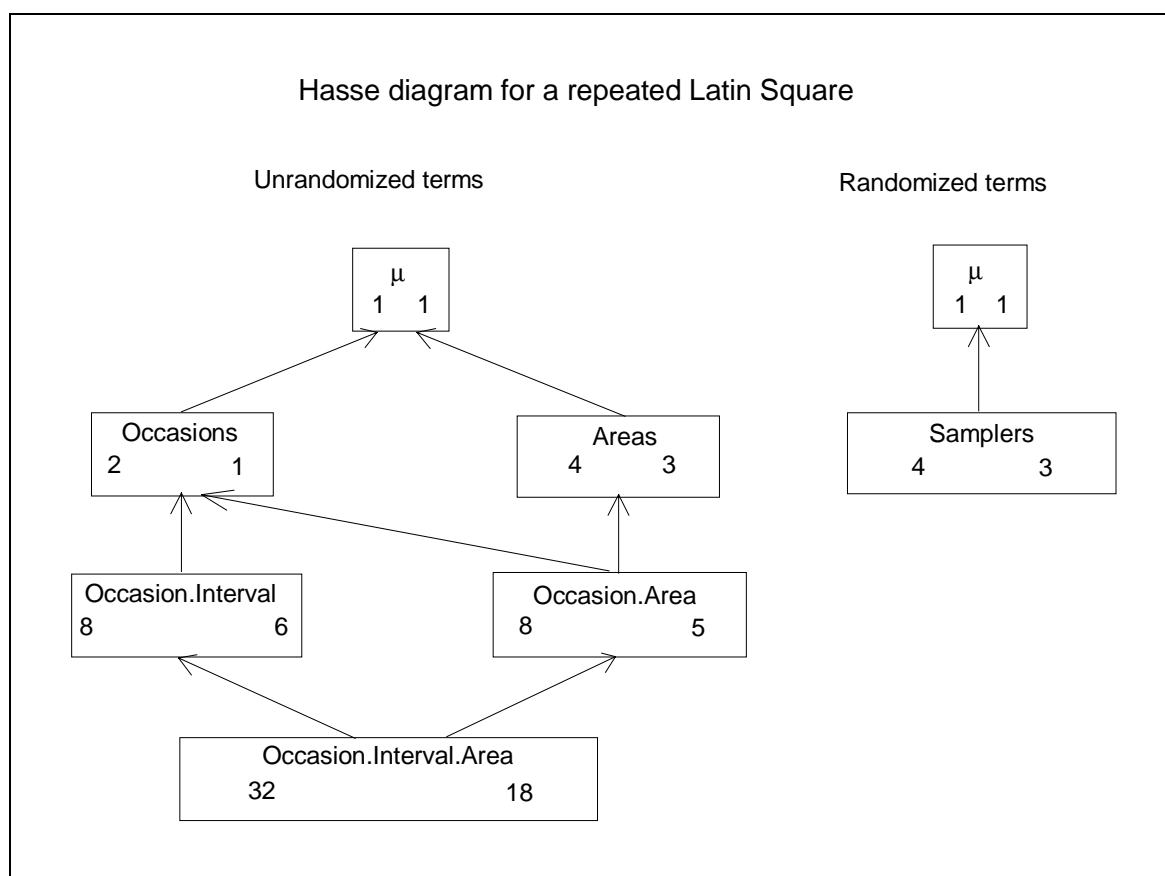 Hasse diagram for a repeated Latin Square
Unrandomized terms
Randomized terms
μ
1 1
μ
1 1
Occasions
2 1
Areas
4 3
Samplers
4 3
Occasion.Interval
8 6
Occasion.Area
8 5
Occasion.Interval.Area
32 18